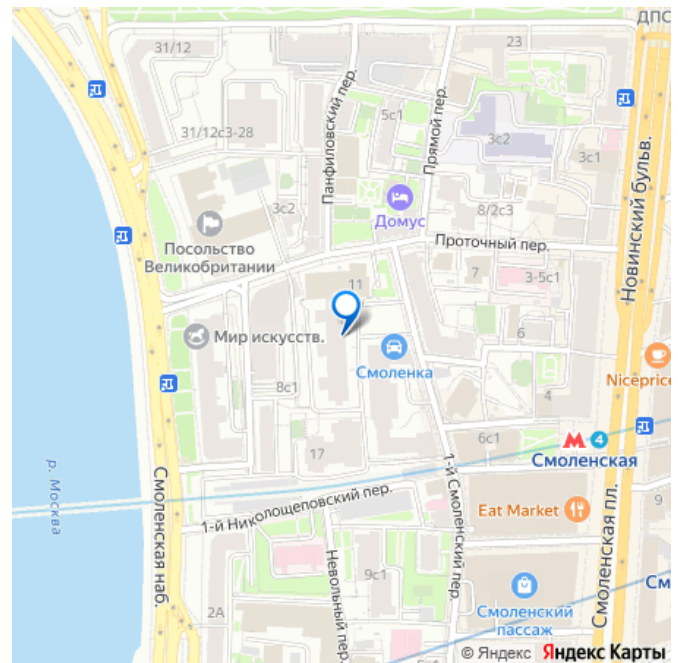 ДПС
31/12
23
Панфиловский пер.
Прямой пер.
5с1
31/12с3-28
3с2
3с1
Новинский бульв.
3с2
Домус
8/2с3
Посольство
Великобритании
Проточный пер.
11
7
3-5с1
Мир искусств.
6
Смоленка
Niceprice
8с1
4
17
6с1
4
Смоленская
р. Москва
Смоленская наб.
1-й Николощеповский пер.
1-й Смоленский пер.
Eat Market
9
Смоленская пл.
Невольный пер.
9с1
2А
Смоленский
пассаж
См
© Яндекс Яндекс Карты